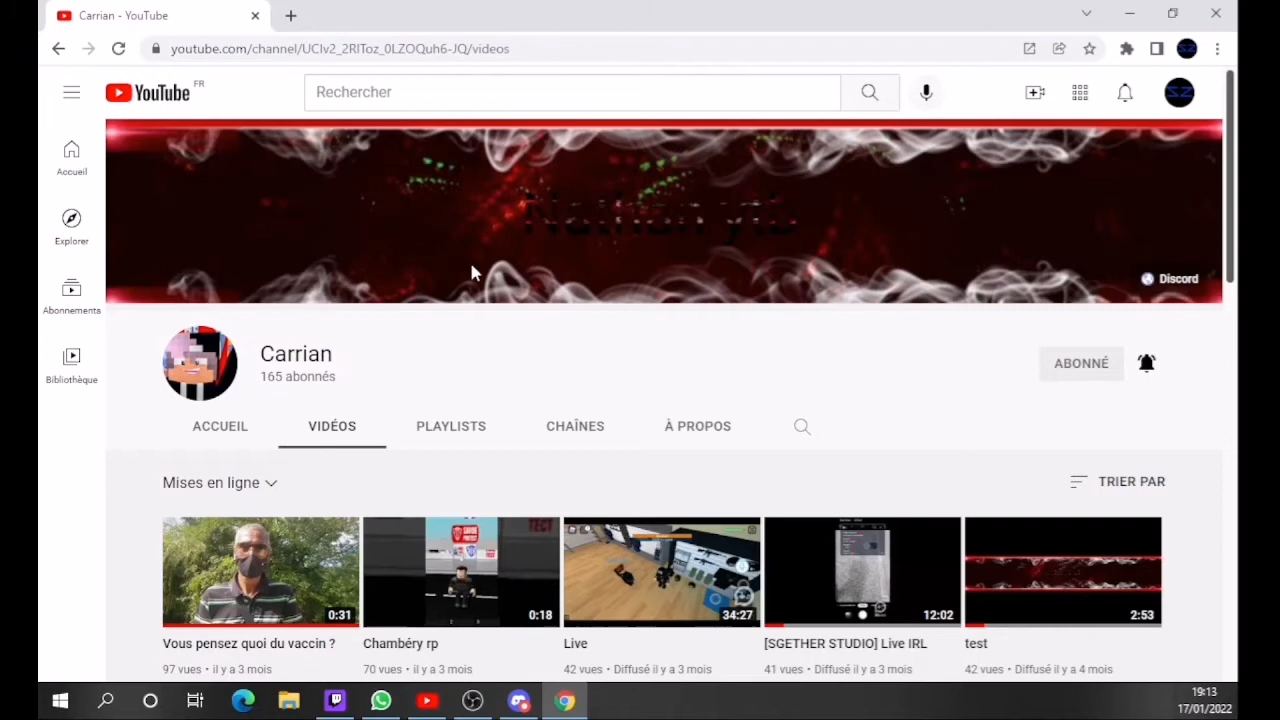 Carrian - YouTube
youtube.com/channel/UCIv2_2RIToz_0LZOQuh6-JQ/videos
YouTube FR
Rechercher
SZ
Accueil
Explorer
Abonnements
Bibliothèque
Nathan ytb
Discord
Carrian
165 abonnés
ABONNÉ
ACCUEIL VIDÉOS PLAYLISTS CHAÎNES À PROPOS
Mises en ligne
TRIER PAR
0:31 0:18 34:27 12:02 2:53
Vous pensez quoi du vaccin ? Chambéry rp Live [SGETHER STUDIO] Live IRL test
97 vues • il y a 3 mois 70 vues • il y a 3 mois 42 vues • Diffusé il y a 3 mois 41 vues • Diffusé il y a 3 mois 42 vues • Diffusé il y a 4 mois
19:13
17/01/2022